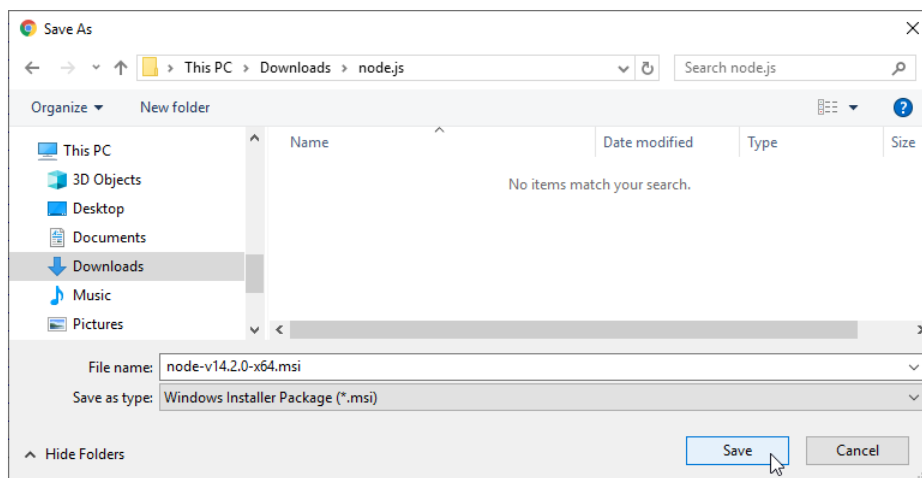 Save As
This PC > Downloads > node.js
Search node.js
Organize
New folder
Name
Date modified
Type
Size
This PC
3D Objects
Desktop
Documents
Downloads
Music
Pictures
No items match your search.
File name: node-v14.2.0-x64.msi
Save as type: Windows Installer Package (*.msi)
Hide Folders
Save
Cancel